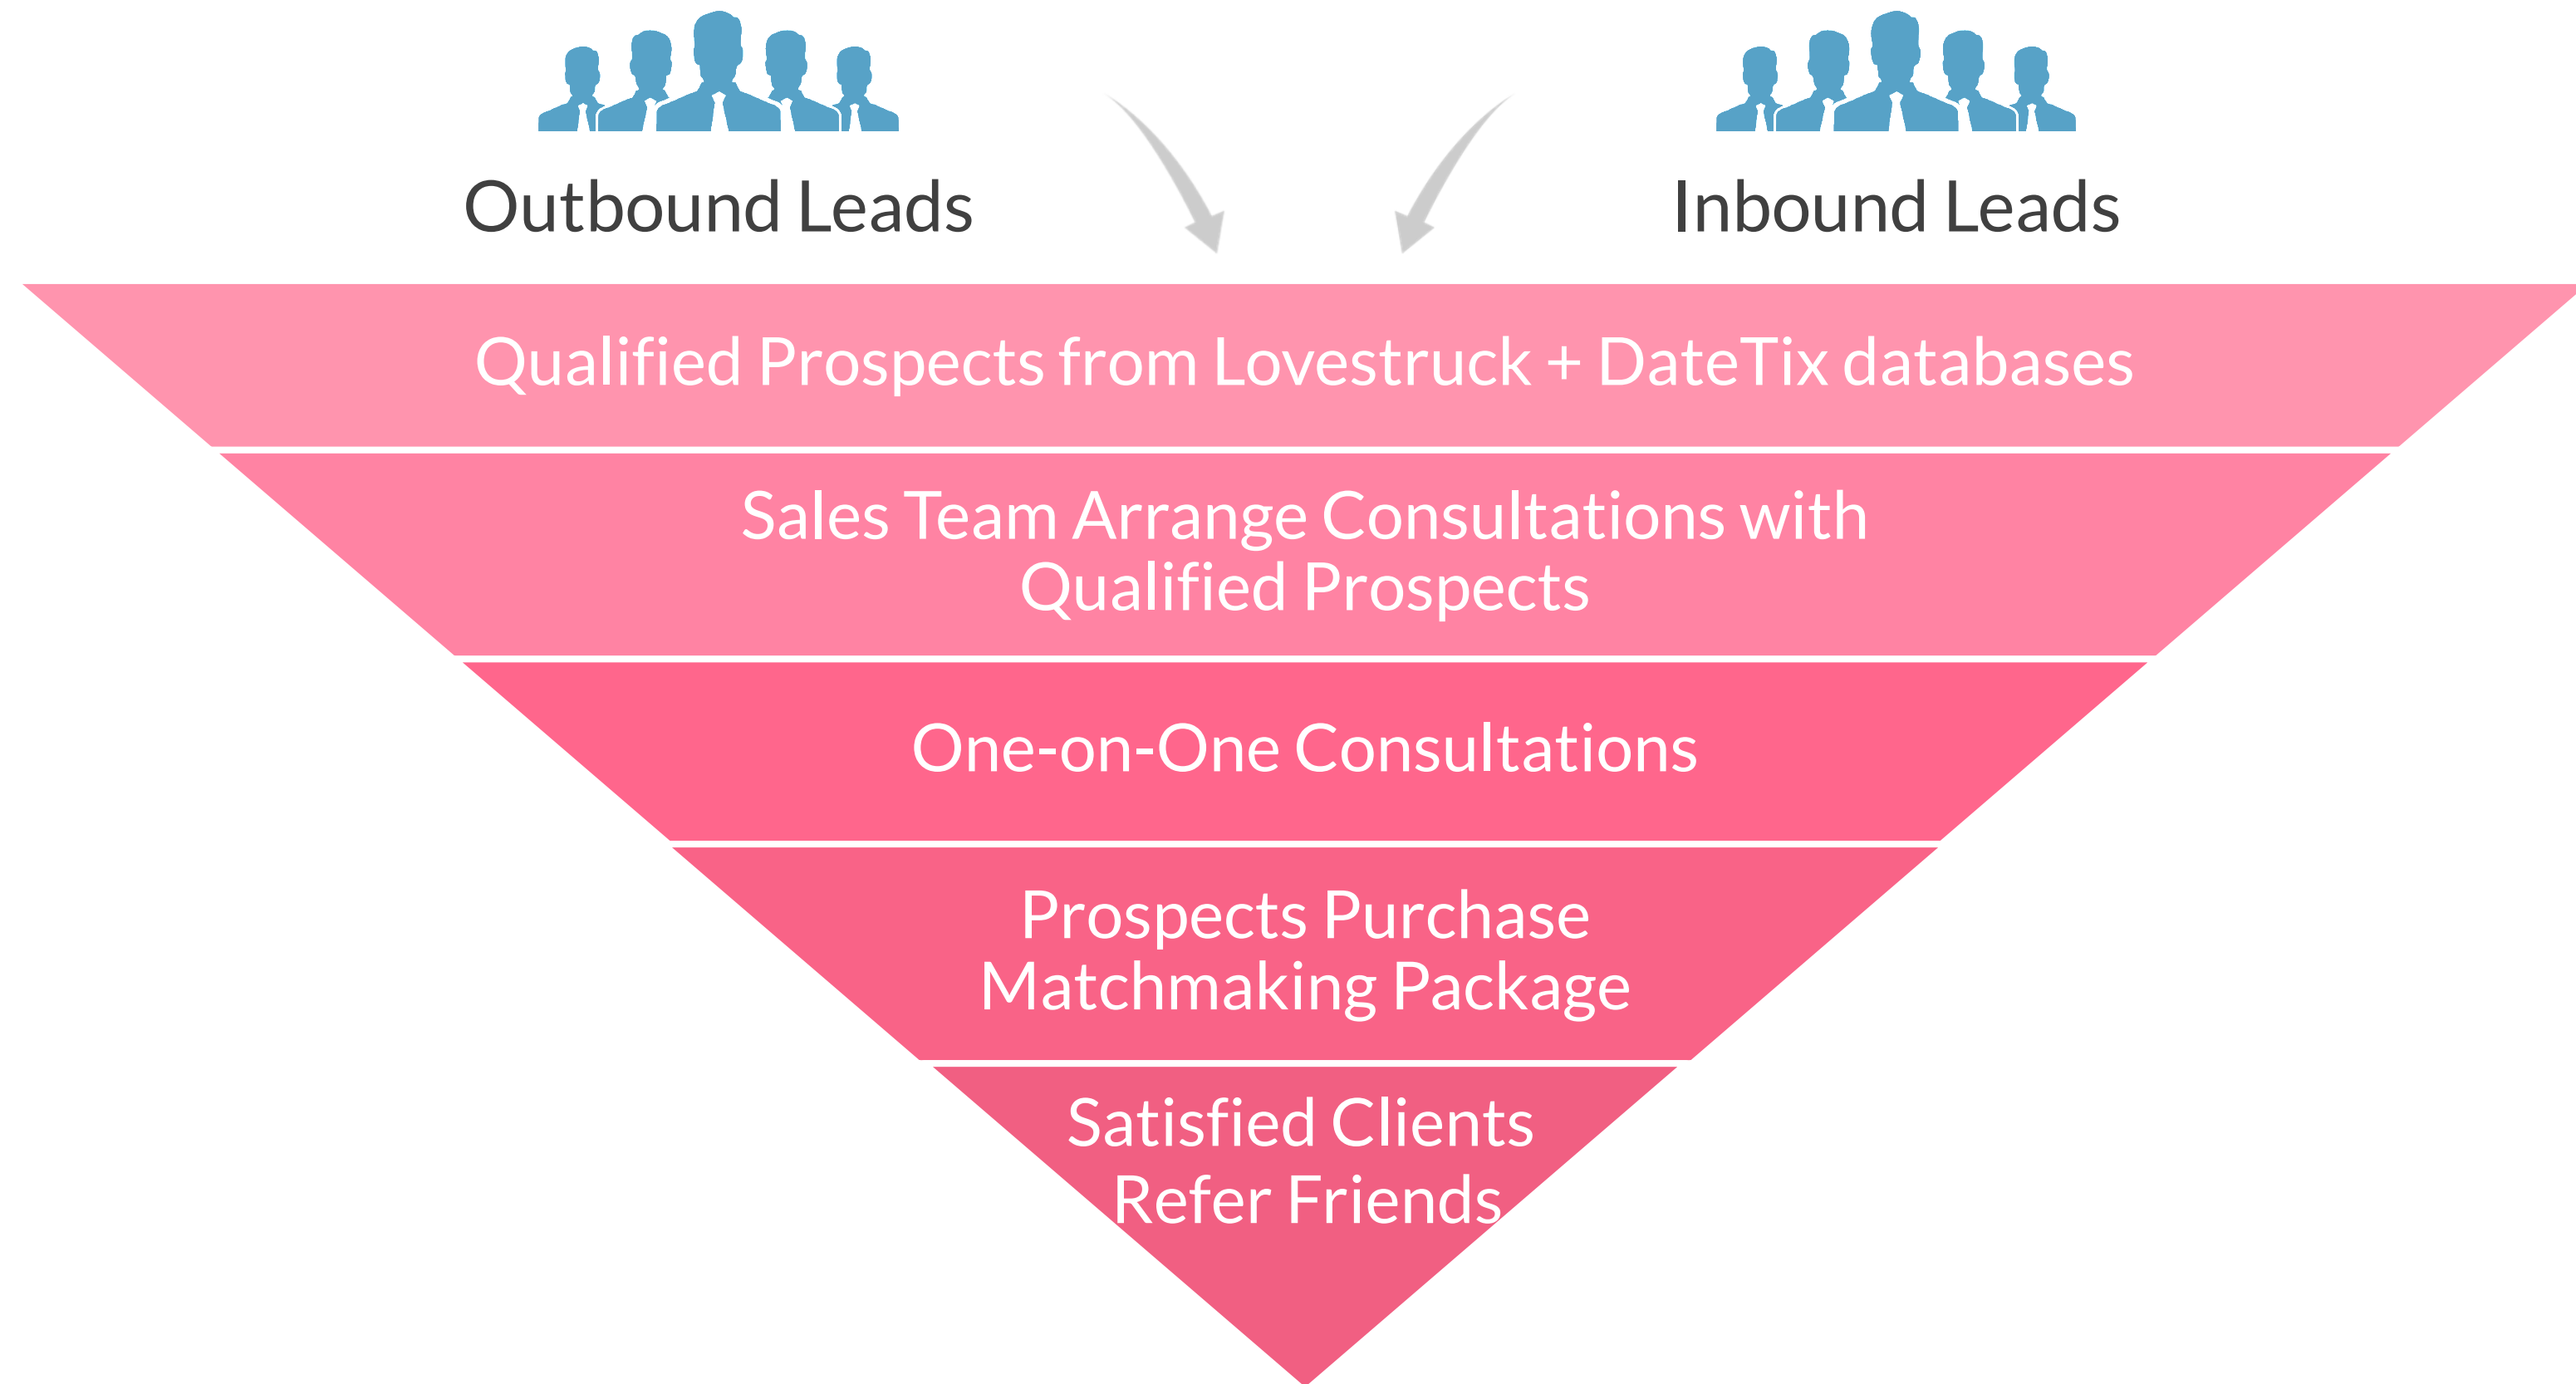 Outbound Leads
Inbound Leads
Qualified Prospects from Lovestruck + DateTix databases
Sales Team Arrange Consultations with
Qualified Prospects
One-on-One Consultations
Prospects Purchase
Matchmaking Package
Satisfied Clients
Refer Friends